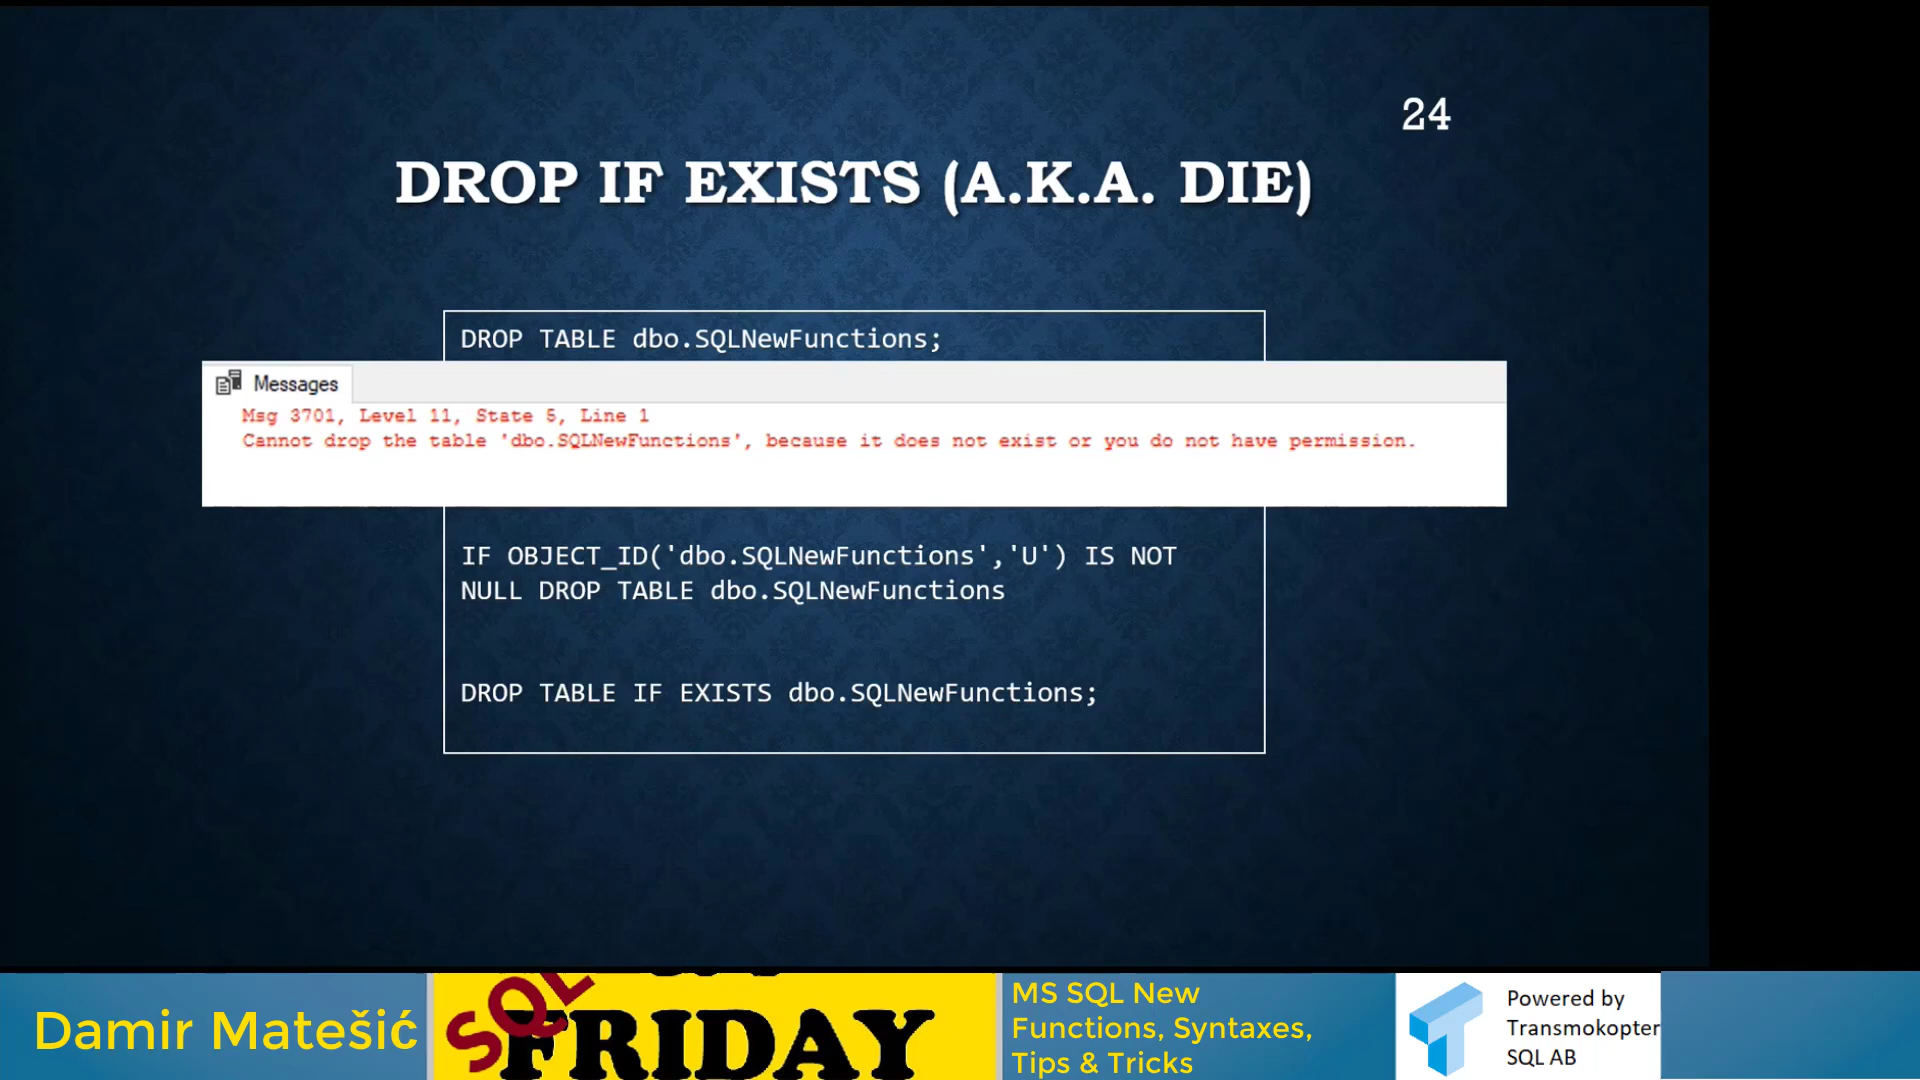 24
DROP IF EXISTS (A.K.A. DIE)
DROP TABLE dbo.SQLNewFunctions;
Messages
Msg 3701, Level 11, State 5, Line 1
Cannot drop the table 'dbo.SQLNewFunctions', because it does not exist or you do not have permission.
IF OBJECT_ID('dbo.SQLNewFunctions','U') IS NOT
NULL DROP TABLE dbo.SQLNewFunctions
DROP TABLE IF EXISTS dbo.SQLNewFunctions;
Damir Matešić
SQL
FRIDAY
MS SQL New
Functions, Syntaxes,
Tips & Tricks
Powered by
Transmokopter
SQL AB